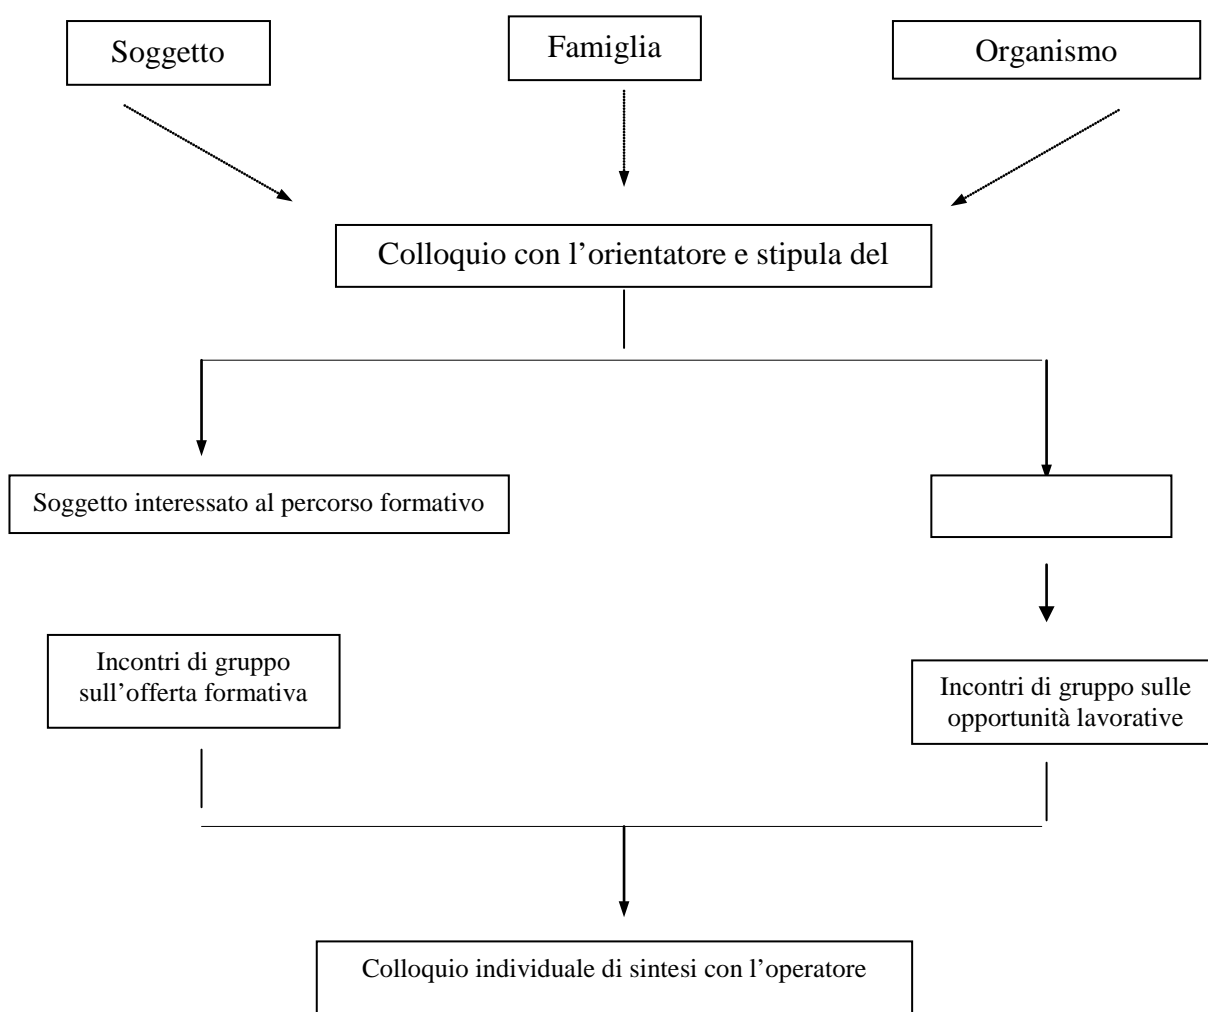 Soggetto
Famiglia
Organismo
Colloquio con l’orientatore e stipula del
Soggetto interessato al percorso formativo
Incontri di gruppo
sull’offerta formativa
Incontri di gruppo sulle
opportunità lavorative
Colloquio individuale di sintesi con l’operatore